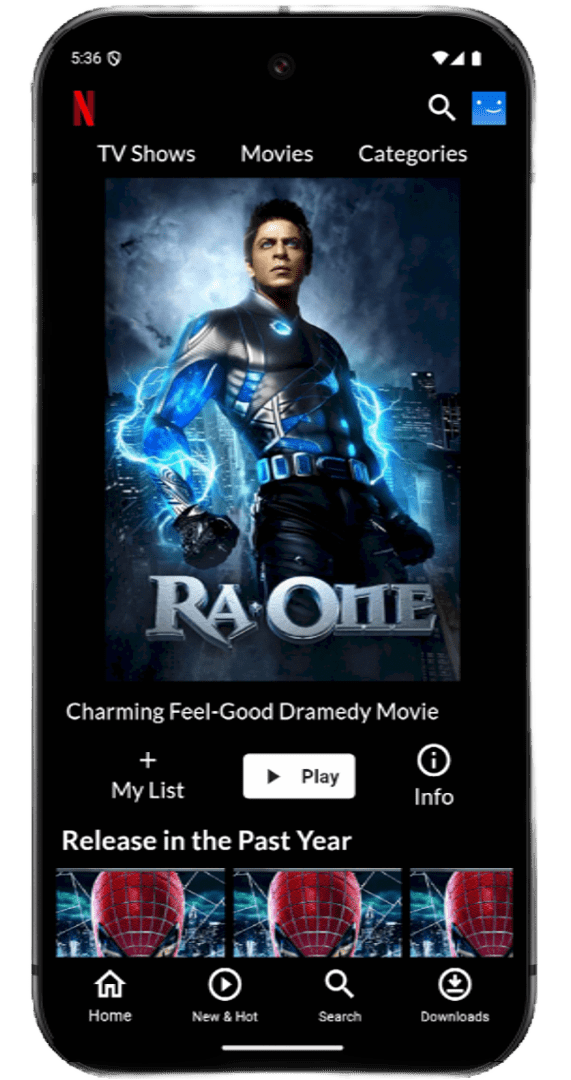 5:36
N
TV Shows Movies Categories
RA·ONE
Charming Feel-Good Dramedy Movie
+ My List
Play
Info
Release in the Past Year
Home New & Hot Search Downloads